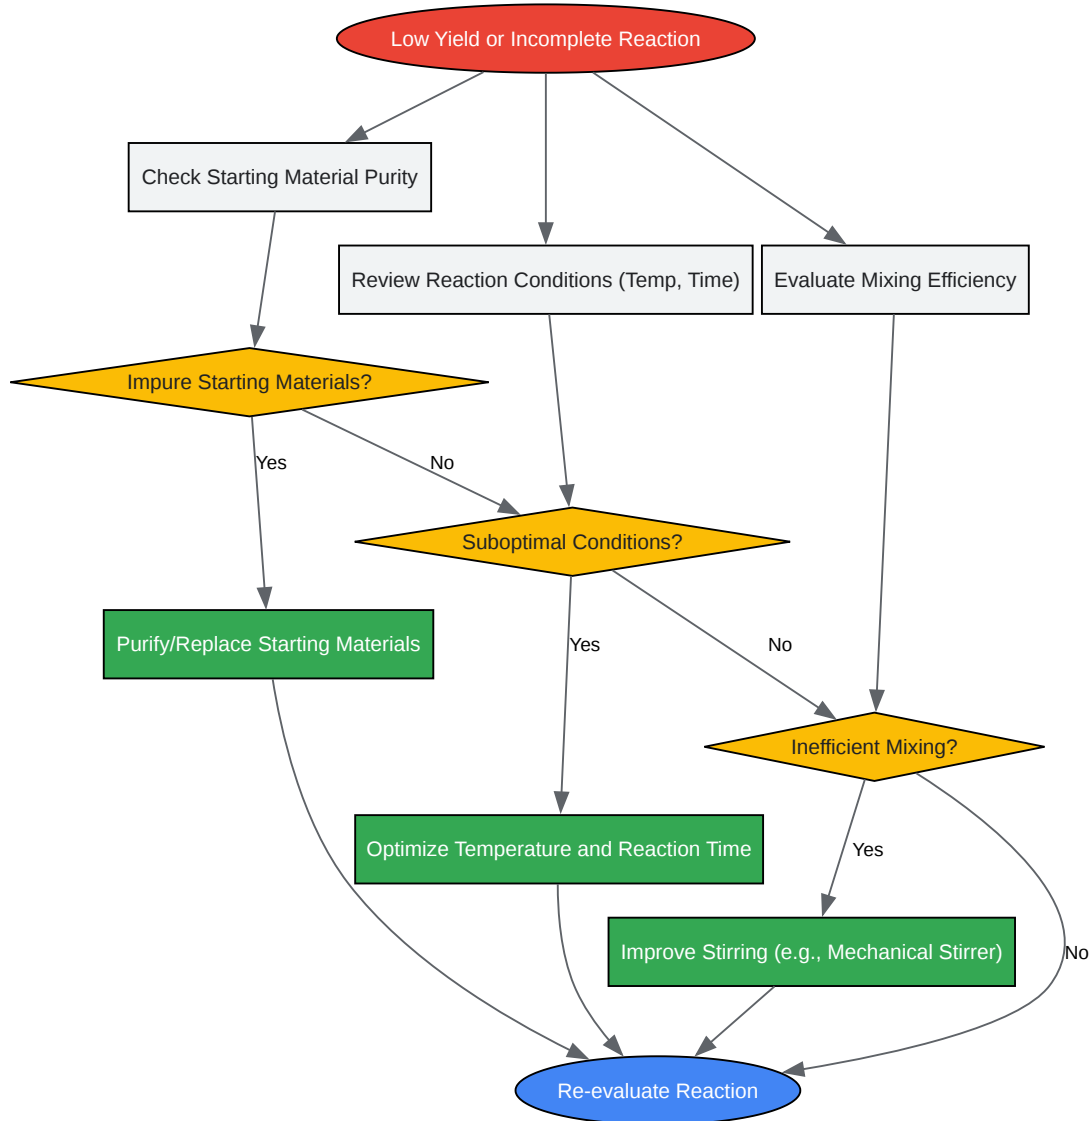 Low Yield or Incomplete Reaction
Check Starting Material Purity
Review Reaction Conditions (Temp, Time)
Evaluate Mixing Efficiency
Impure Starting Materials?
Yes
No
Suboptimal Conditions?
Purify/Replace Starting Materials
Yes
No
Inefficient Mixing?
Optimize Temperature and Reaction Time
Yes
Improve Stirring (e.g., Mechanical Stirrer)
No
Re-evaluate Reaction